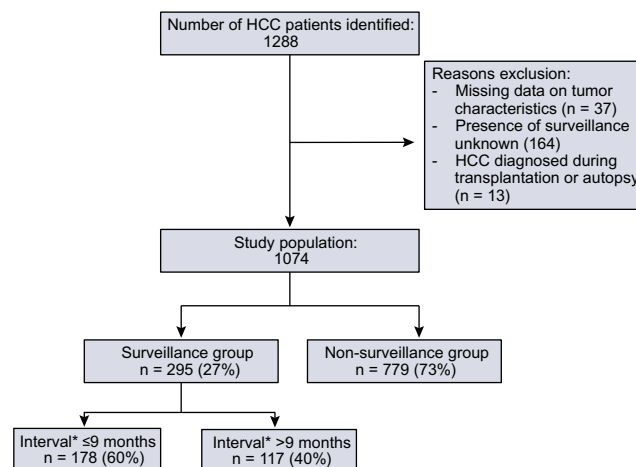 Number of HCC patients identified:
1288
Reasons exclusion:
- Missing data on tumor
characteristics (n = 37)
- Presence of surveillance
unknown (164)
- HCC diagnosed during
transplantation or autopsy
(n = 13)
Study population:
1074
Surveillance group
n = 295 (27%)
Non-surveillance group
n = 779 (73%)
Interval* ≤9 months
n = 178 (60%)
Interval* >9 months
n = 117 (40%)